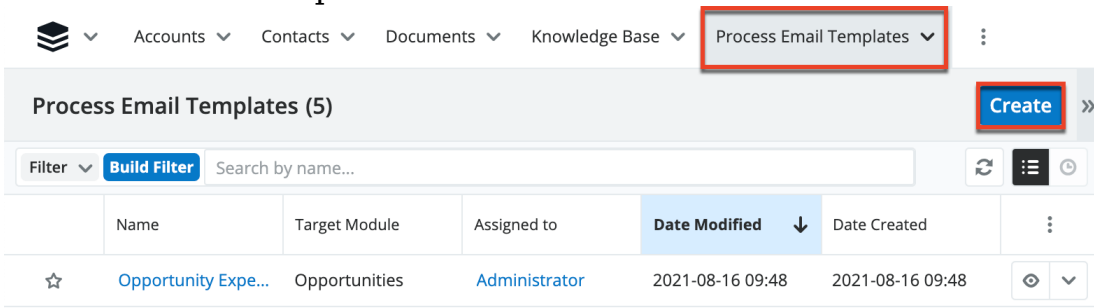 Accounts Contacts Documents Knowledge Base Process Email Templates
Process Email Templates (5) Create
Filter Build Filter Search by name...
Name Target Module Assigned to Date Modified Date Created
Opportunity Expe... Opportunities Administrator 2021-08-16 09:48 2021-08-16 09:48